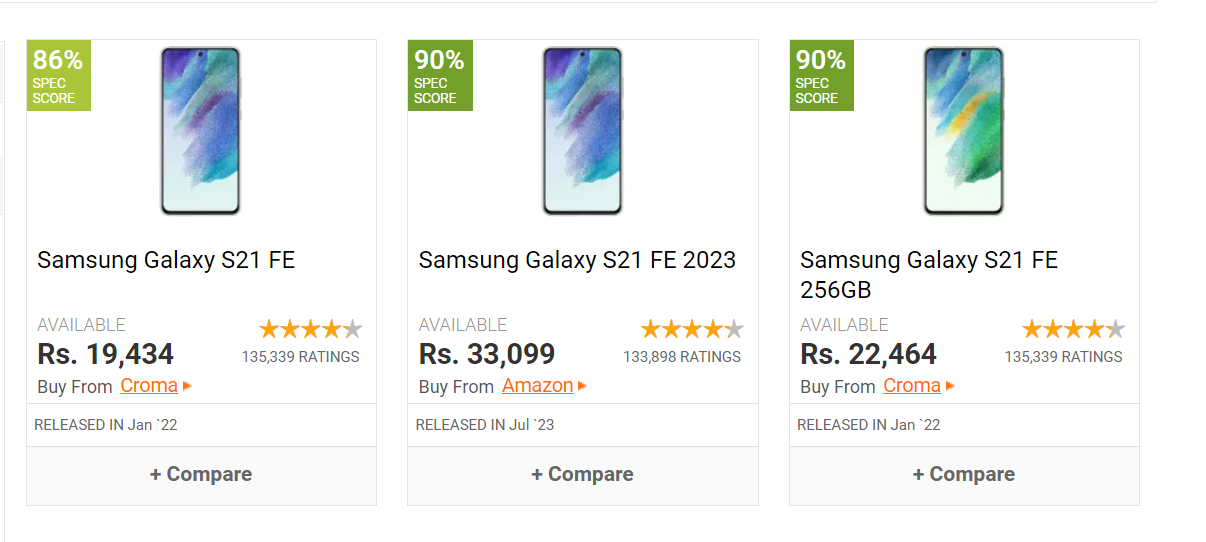 86%
SPEC
SCORE
Samsung Galaxy S21 FE
AVAILABLE
Rs. 19,434
135,339 RATINGS
Buy From Croma
RELEASED IN Jan `22
+ Compare
90%
SPEC
SCORE
Samsung Galaxy S21 FE 2023
AVAILABLE
Rs. 33,099
133,898 RATINGS
Buy From Amazon
RELEASED IN Jul `23
+ Compare
90%
SPEC
SCORE
Samsung Galaxy S21 FE
256GB
AVAILABLE
Rs. 22,464
135,339 RATINGS
Buy From Croma
RELEASED IN Jan `22
+ Compare